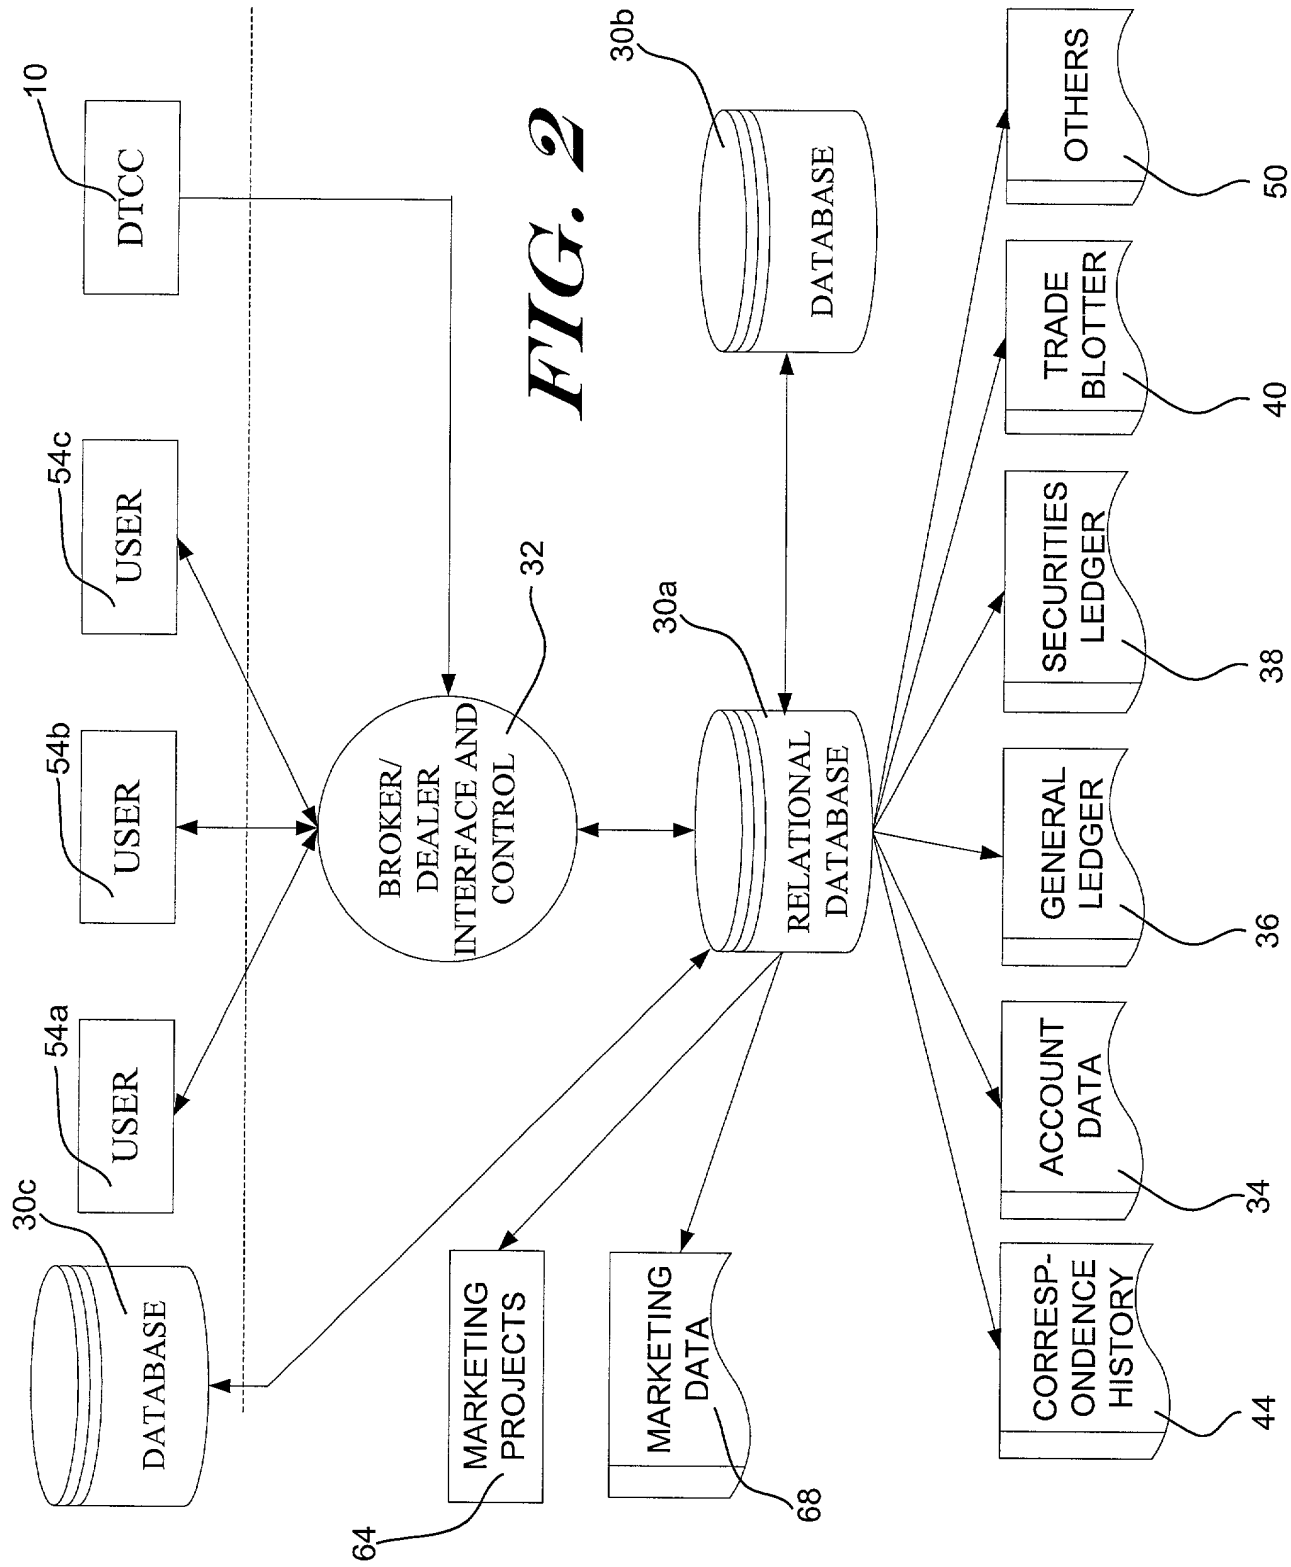 30c
DATABASE
54a
USER
54b
USER
54c
USER
10
DTCC
BROKER/
DEALER
INTERFACE AND
CONTROL
32
FIG. 2
MARKETING
PROJECTS
64
MARKETING
DATA
68
30a
RELATIONAL
DATABASE
30b
DATABASE
CORRESP-
ONDENCE
HISTORY
44
ACCOUNT
DATA
34
GENERAL
LEDGER
36
SECURITIES
LEDGER
38
TRADE
BLOTTER
40
OTHERS
50